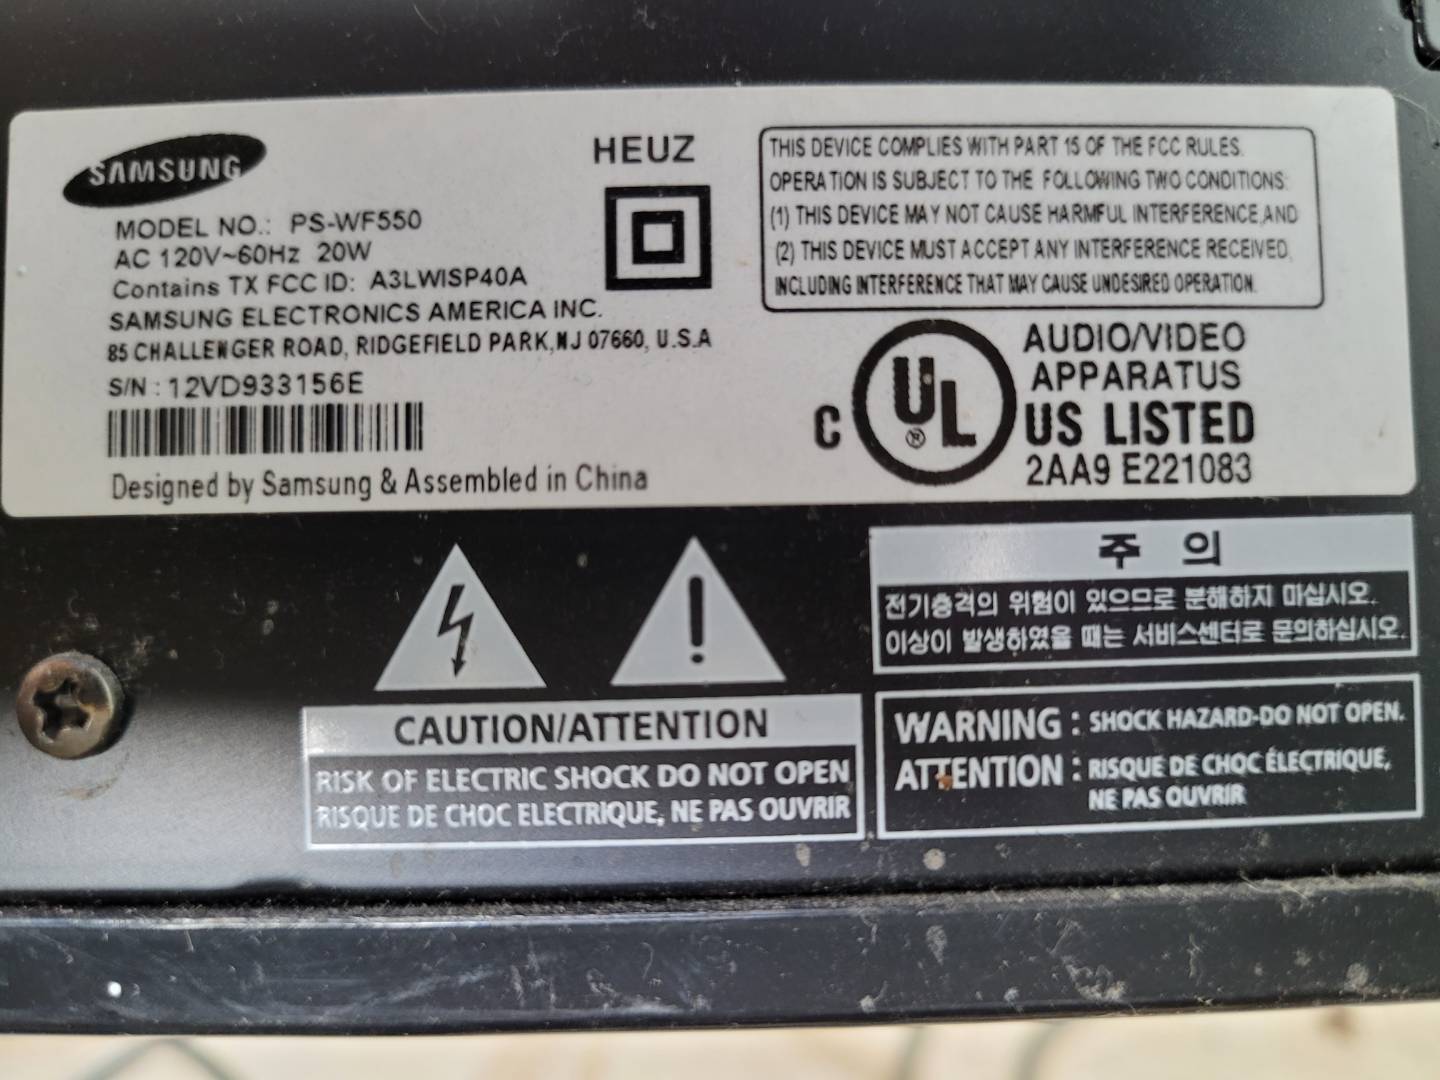 SAMSUNG
MODEL NO.: PS-WF550
AC 120V~60Hz 20W
Contains TX FCC ID: A3LWISP40A
SAMSUNG ELECTRONICS AMERICA INC.
85 CHALLENGER ROAD, RIDGEFIELD PARK,NJ 07660, U.S.A
S/N : 12VD933156E
Designed by Samsung & Assembled in China
HEUZ
THIS DEVICE COMPLIES WITH PART 15 OF THE FCC RULES.
OPERATION IS SUBJECT TO THE FOLLOWING TWO CONDITIONS:
(1) THIS DEVICE MAY NOT CAUSE HARMFUL INTERFERENCE,AND
(2) THIS DEVICE MUST ACCEPT ANY INTERFERENCE RECEIVED,
INCLUDING INTERFERENCE THAT MAY CAUSE UNDESIRED OPERATION.
C UL ®
AUDIO/VIDEO
APPARATUS
US LISTED
2AA9 E221083
CAUTION/ATTENTION
RISK OF ELECTRIC SHOCK DO NOT OPEN
RISQUE DE CHOC ELECTRIQUE, NE PAS OUVRIR
주 의
전기충격의 위험이 있으므로 분해하지 마십시오.
이상이 발생하였을 때는 서비스센터로 문의하십시오.
WARNING : SHOCK HAZARD-DO NOT OPEN.
ATTENTION : RISQUE DE CHOC ÉLECTRIQUE,
NE PAS OUVRIR